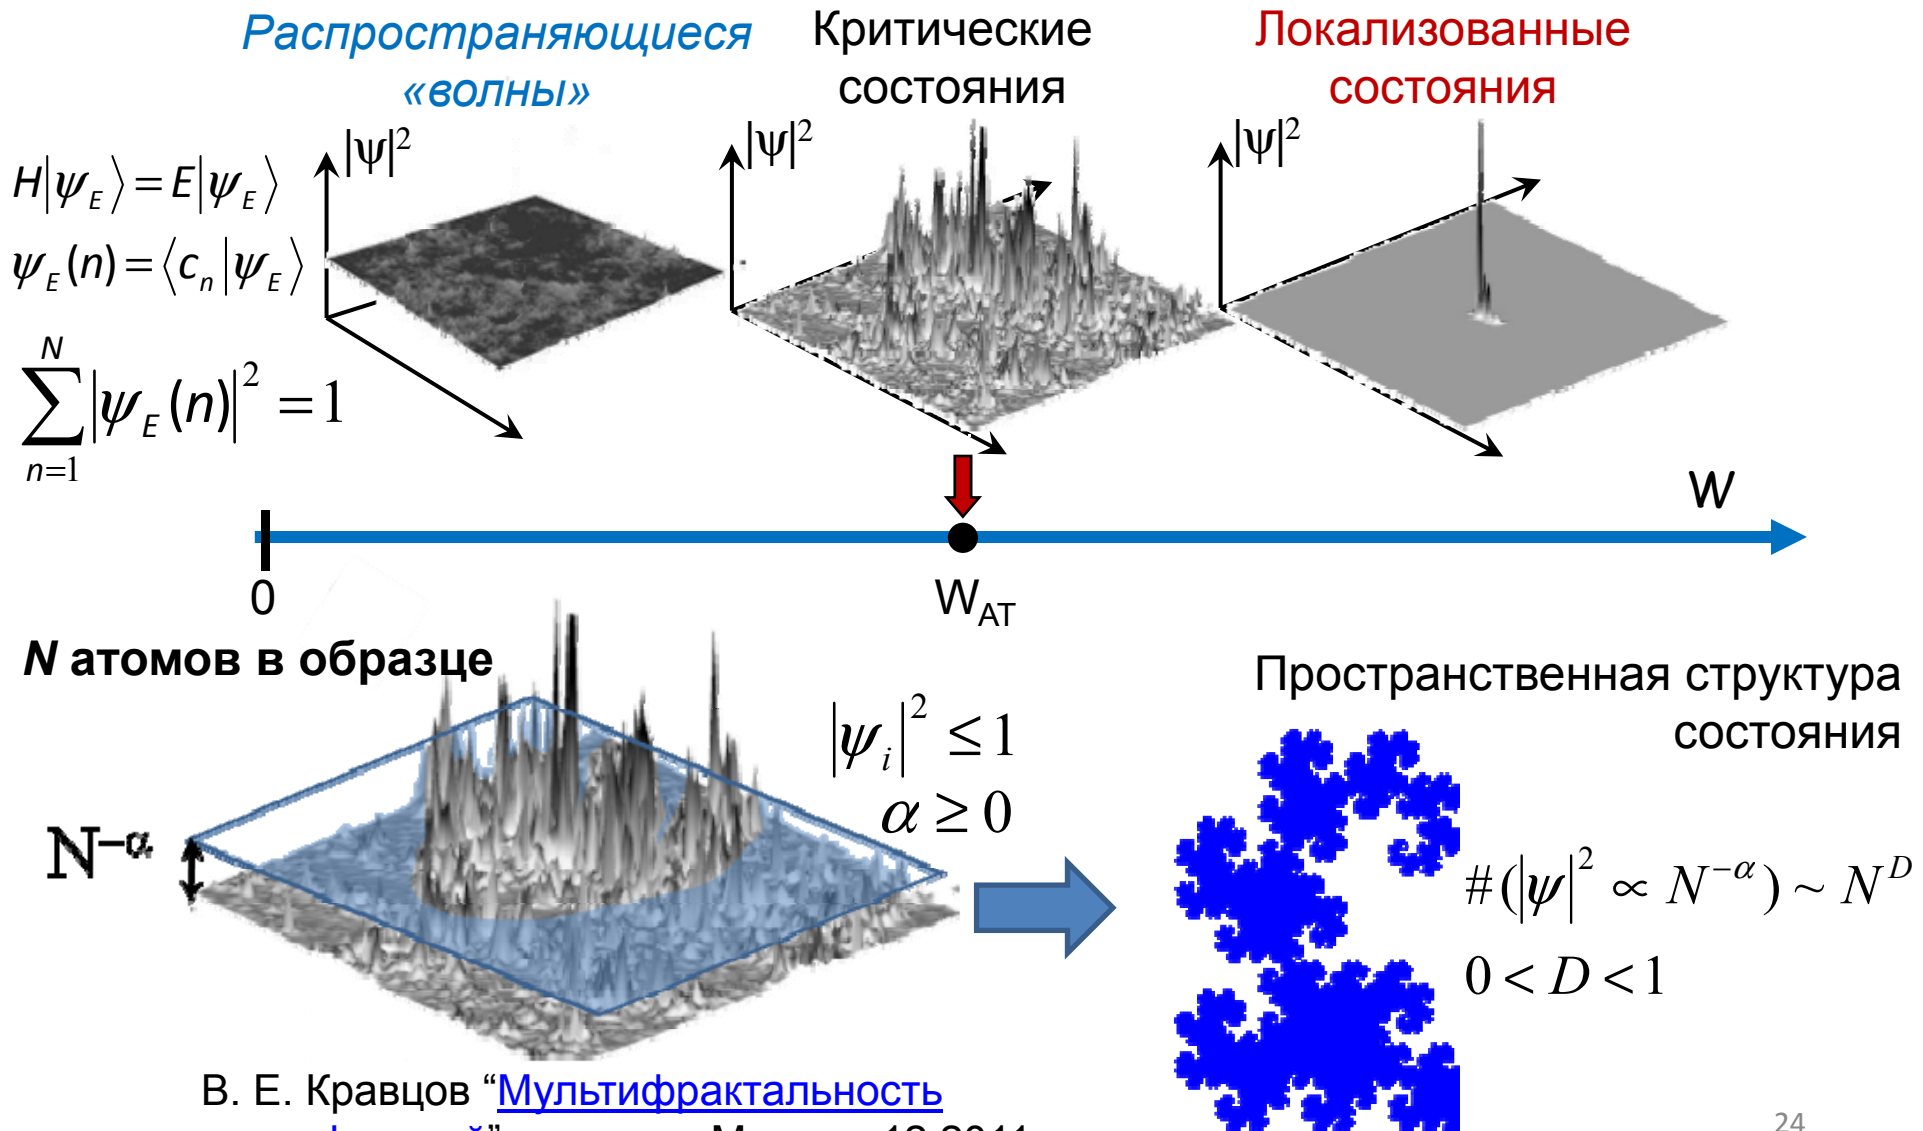 Распространяющиеся
«волны»
Критические
состояния
Локализованные
состояния
|ψ|²
|ψ|²
|ψ|²
H|ψ_E⟩ = E|ψ_E⟩
ψ_E(n) = ⟨c_n|ψ_E⟩
∑_{n=1}^{N} |ψ_E(n)|² = 1
W
0
W_AT
N атомов в образце
|ψ_i|² ≤ 1
α ≥ 0
N^{-α}
Пространственная структура
состояния
#(|ψ|² ∝ N^{-α}) ~ N^D
0 < D < 1
В. Е. Кравцов “Мультифрактальность
24